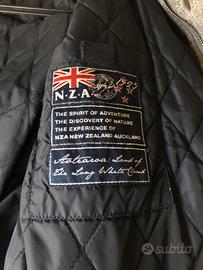 N.Z.A
THE SPIRIT OF ADVENTURE
THE DISCOVERY OF NATURE
THE EXPERIENCE OF
NZA NEW ZEALAND AUCKLAND
Aotearoa: Land of
the Long White Cloud
subito